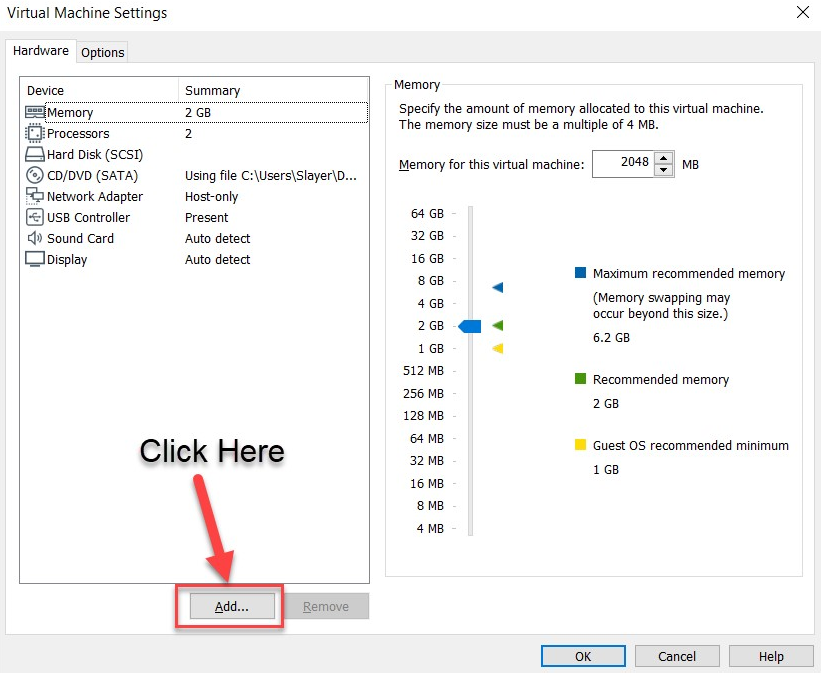 Virtual Machine Settings
Hardware Options
Device Summary
Memory 2 GB
Processors 2
Hard Disk (SCSI)
CD/DVD (SATA) Using file C:\Users\Slayer\D...
Network Adapter Host-only
USB Controller Present
Sound Card Auto detect
Display Auto detect
Click Here
Add... Remove
Memory
Specify the amount of memory allocated to this virtual machine.
The memory size must be a multiple of 4 MB.
Memory for this virtual machine: 2048 MB
64 GB
32 GB
16 GB
8 GB
4 GB
2 GB
1 GB
512 MB
256 MB
128 MB
64 MB
32 MB
16 MB
8 MB
4 MB
Maximum recommended memory
(Memory swapping may
occur beyond this size.)
6.2 GB
Recommended memory
2 GB
Guest OS recommended minimum
1 GB
OK Cancel Help